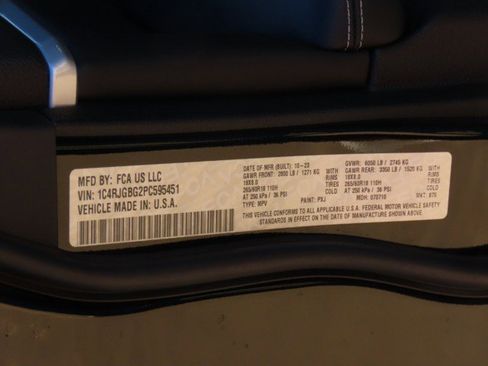 MFD BY: FCA US LLC
VIN: 1C4RJGBG2PC595451
VEHICLE MADE IN: U.S.A.
DATE OF MFR (BUILT): 10-23
GAWR FRONT: 2800 LB / 1271 KG
WITH RIMS
18X8.0
TIRES
265/60R18 110H
COLD
AT 250 kPa / 36 PSI
TYPE: MPV
PAINT: PXJ
GVWR: 6050 LB / 2745 KG
GAWR REAR: 3350 LB / 1520 KG
WITH RIMS
18X8.0
TIRES
265/60R18 110H
COLD
AT 250 kPa / 36 PSI
MDH: 070710
THIS VEHICLE CONFORMS TO ALL APPLICABLE U.S.A. FEDERAL MOTOR VEHICLE SAFETY
STANDARDS IN EFFECT ON THE DATE OF MANUFACTURE SHOWN ABOVE.